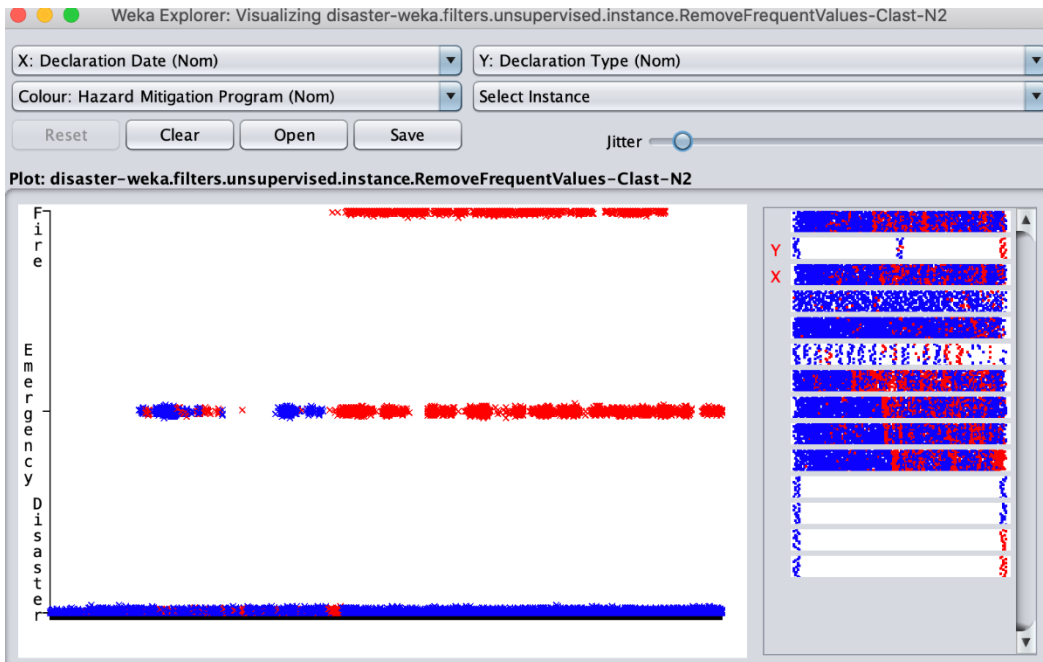 Weka Explorer: Visualizing disaster-weka.filters.unsupervised.instance.RemoveFrequentValues-Clast-N2
X: Declaration Date (Nom)
Y: Declaration Type (Nom)
Colour: Hazard Mitigation Program (Nom)
Select Instance
Reset
Clear
Open
Save
Jitter
Plot: disaster-weka.filters.unsupervised.instance.RemoveFrequentValues-Clast-N2
Fire
Emergency
Disaster
Y
X